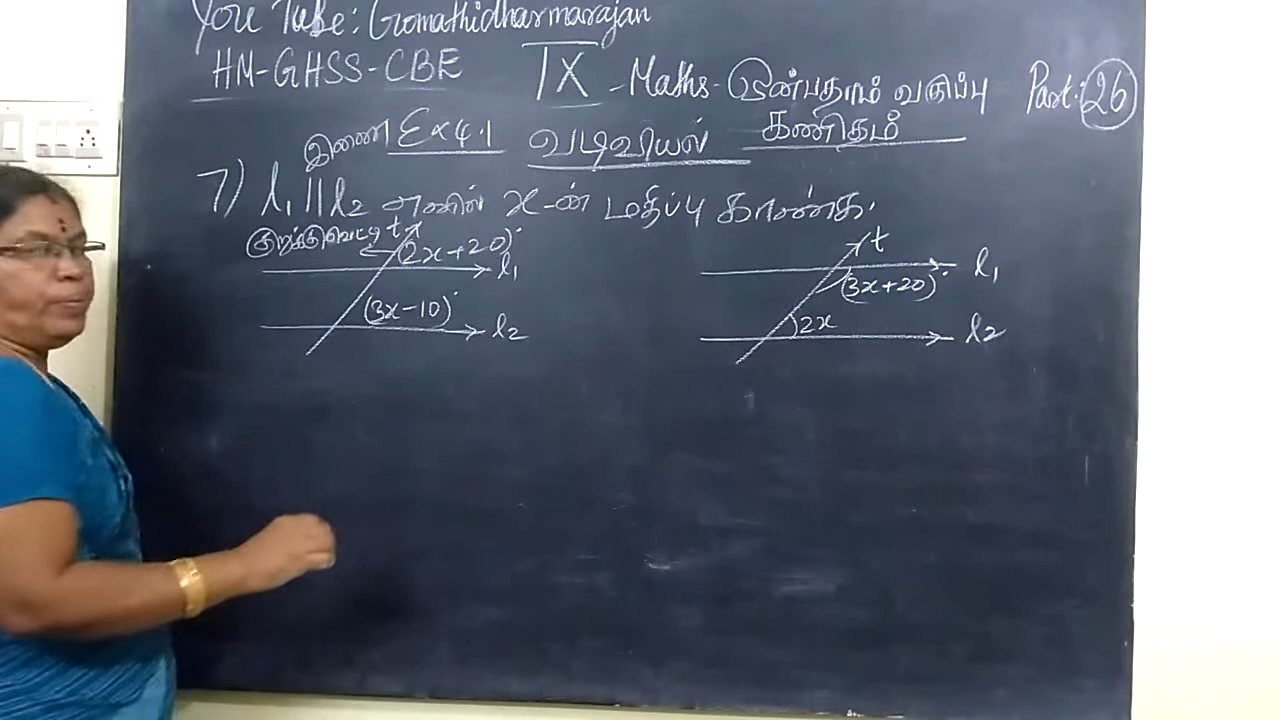 You Tube: Gomathidharmarajan
HM-GHSS-CBE IX - Maths - ஒன்பதாம் வகுப்பு Part: 26
இணை Ex 4.1 வடிவியல் கணிதம்
7) l₁ || l₂ எனில் x-ன் மதிப்பு காண்க.
குறுக்குவெட்டி t (2x+20)° l₁
(3x-10)° l₂
t
(3x+20)° l₁
2x l₂